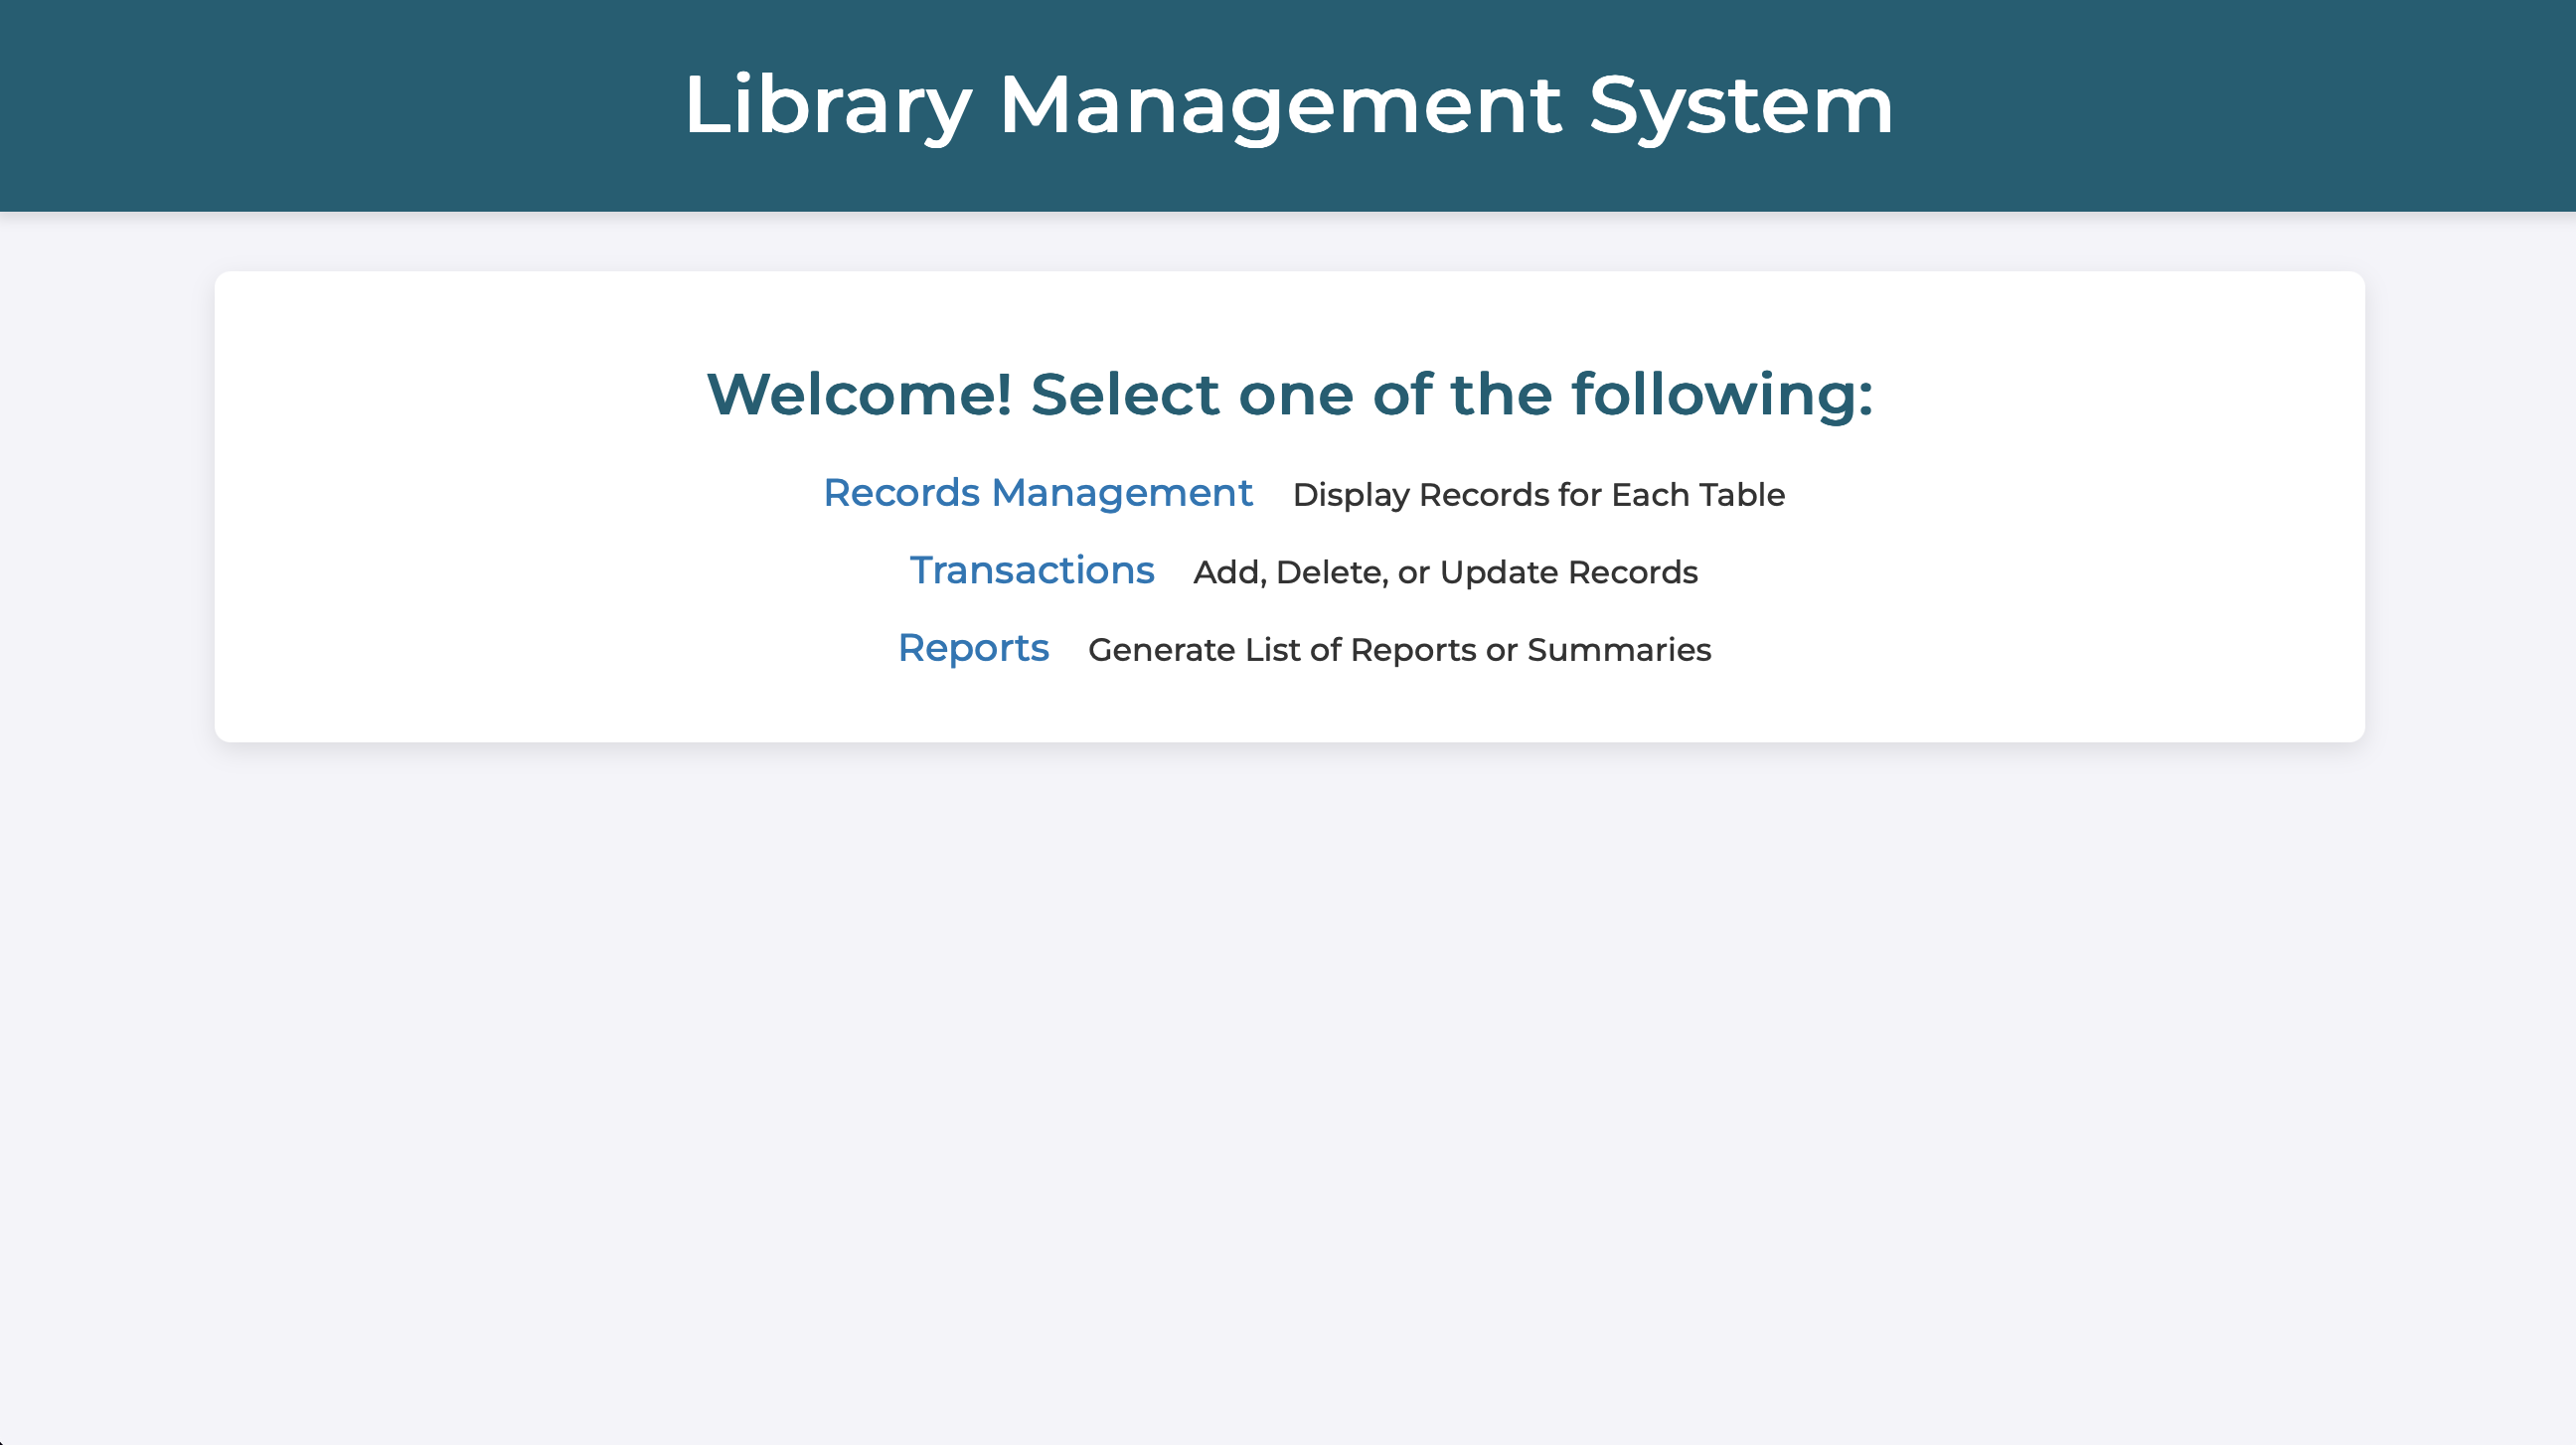 Library Management System
Welcome! Select one of the following:
Records Management Display Records for Each Table
Transactions Add, Delete, or Update Records
Reports Generate List of Reports or Summaries